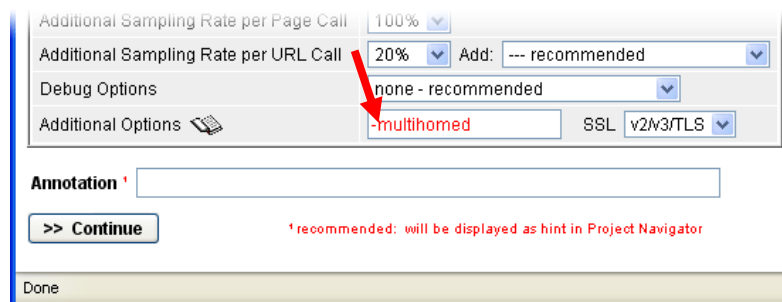 Additional Sampling Rate per Page Call 100%
Additional Sampling Rate per URL Call 20% Add: --- recommended
Debug Options none - recommended
Additional Options -multihomed SSL v2/v3/TLS
Annotation ¹
>> Continue ¹ recommended: will be displayed as hint in Project Navigator
Done